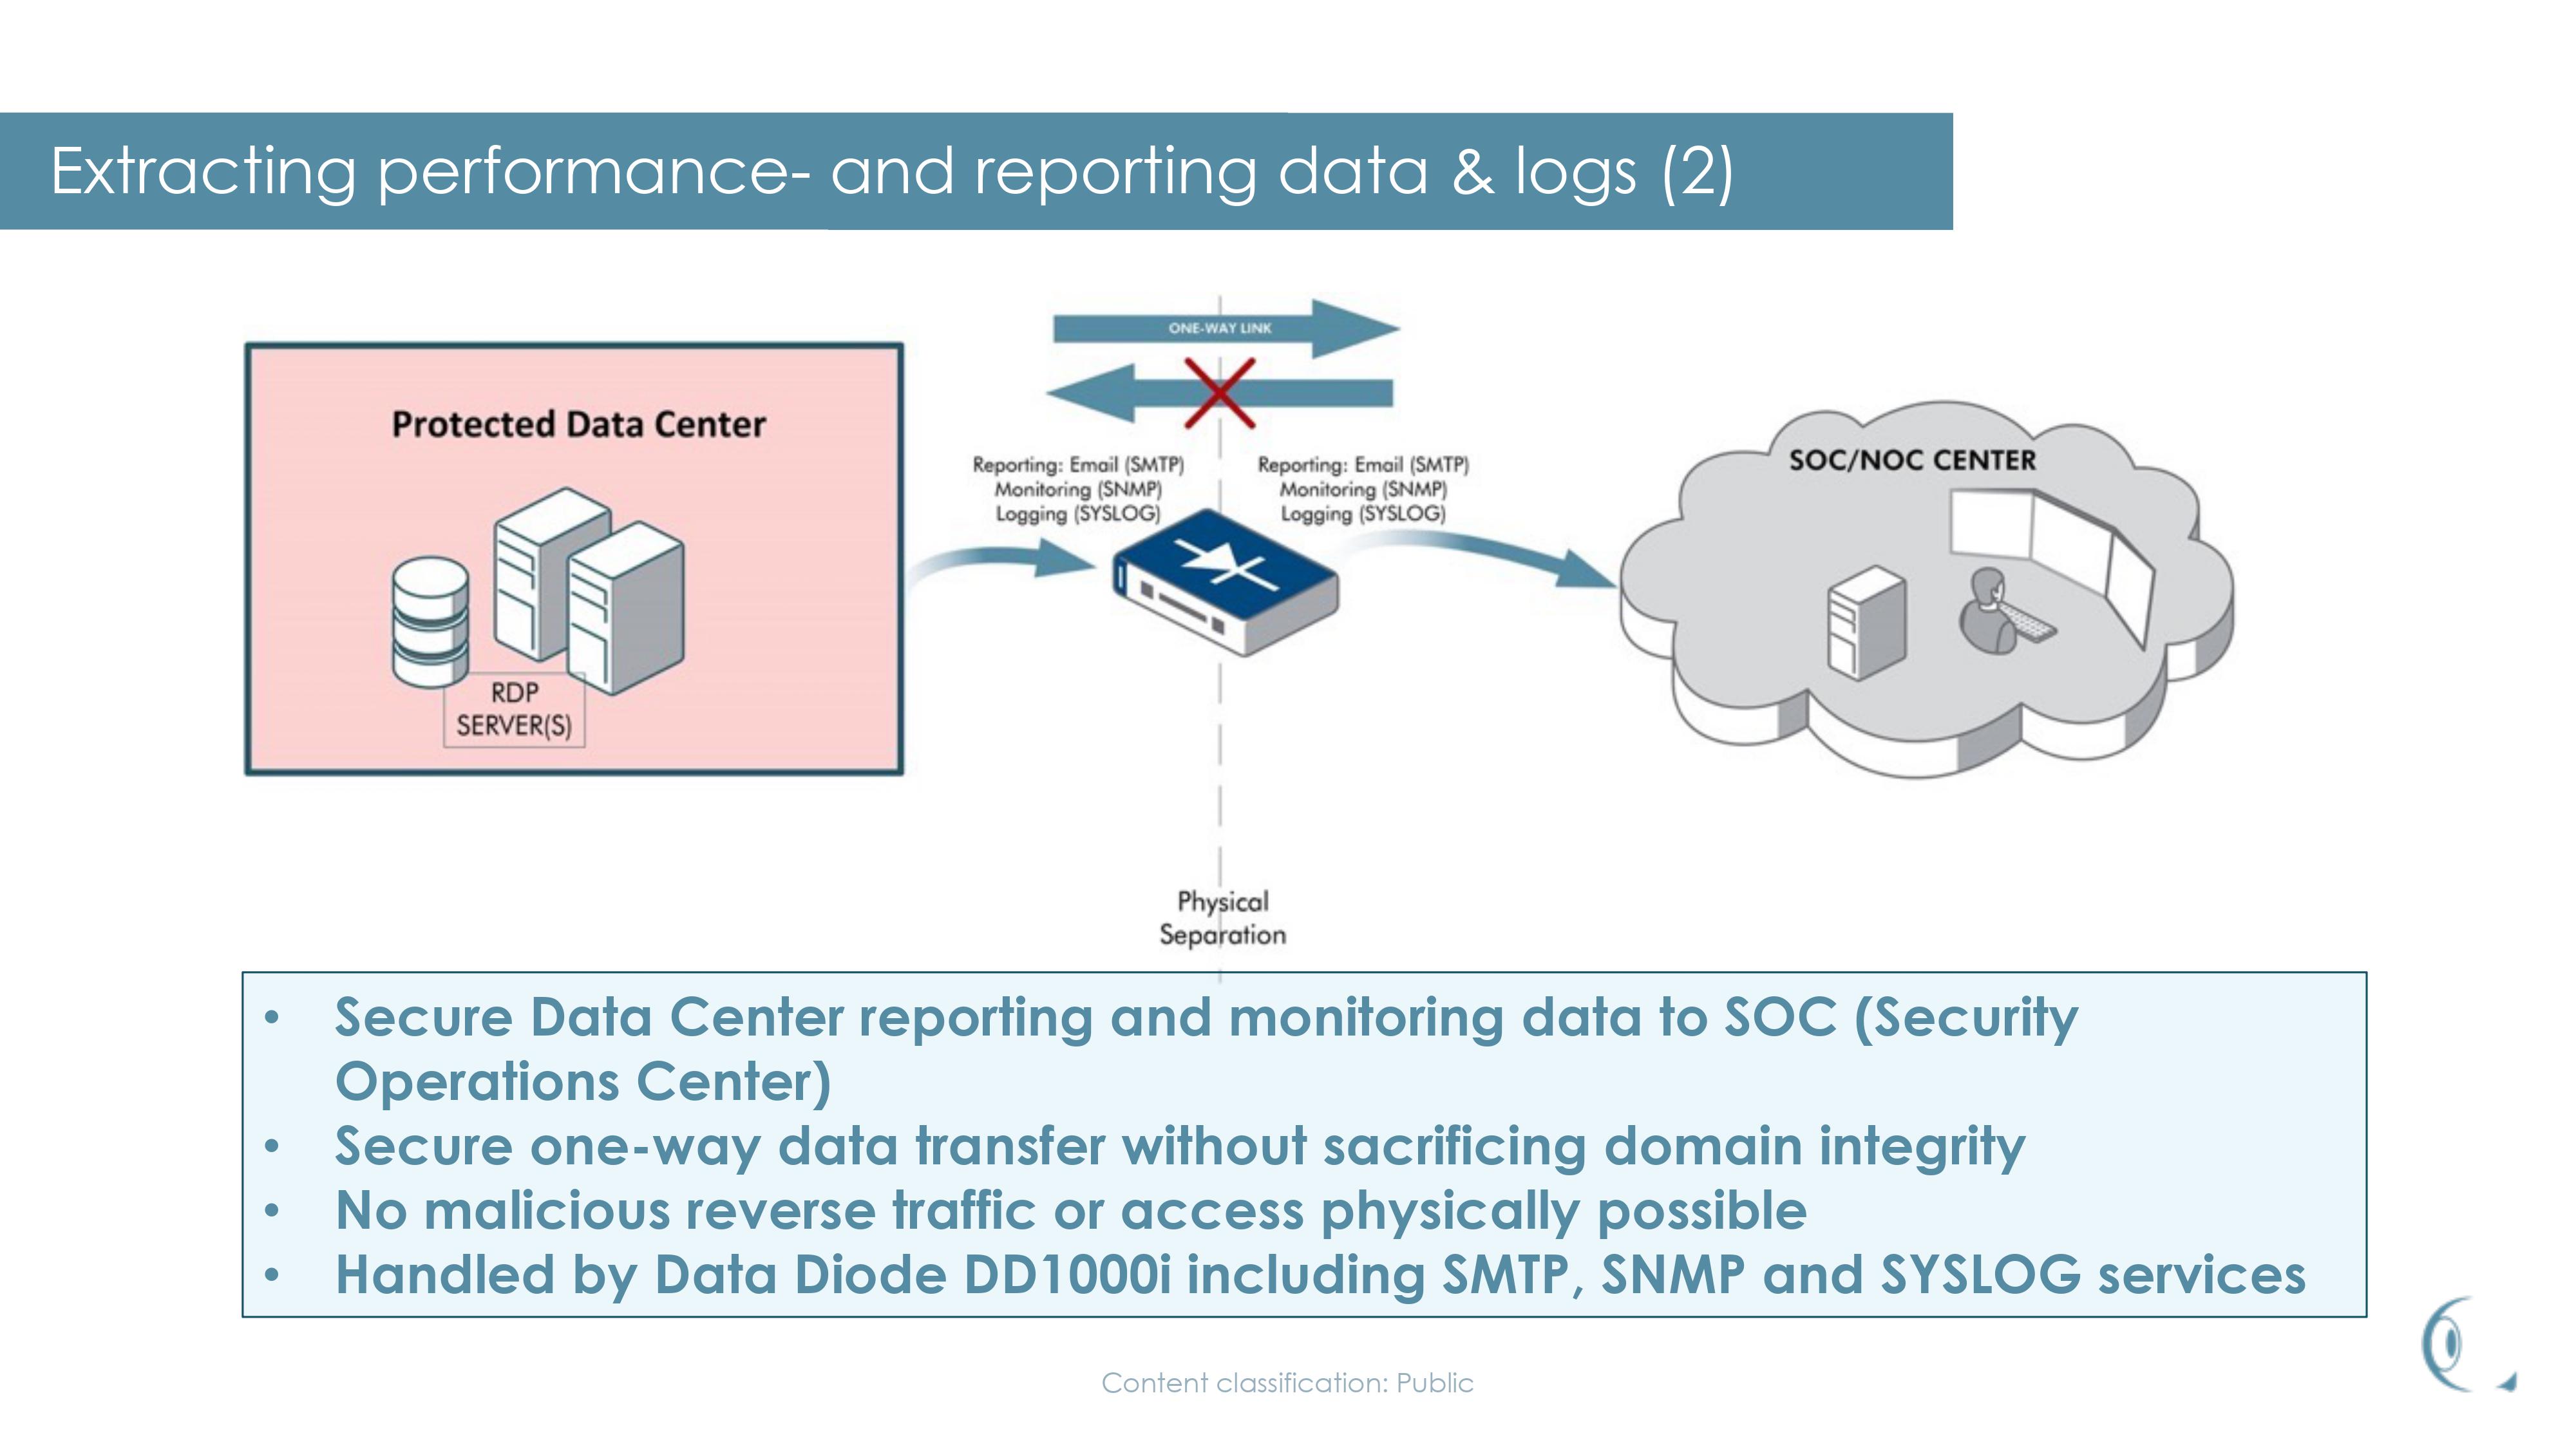 Extracting performance- and reporting data & logs (2)
ONE-WAY LINK
Protected Data Center
Reporting: Email (SMTP)
Monitoring (SNMP)
Logging (SYSLOG)
Reporting: Email (SMTP)
Monitoring (SNMP)
Logging (SYSLOG)
SOC/NOC CENTER
RDP
SERVER(S)
Physical
Separation
• Secure Data Center reporting and monitoring data to SOC (Security
Operations Center)
• Secure one-way data transfer without sacrificing domain integrity
• No malicious reverse traffic or access physically possible
• Handled by Data Diode DD1000i including SMTP, SNMP and SYSLOG services
Content classification: Public